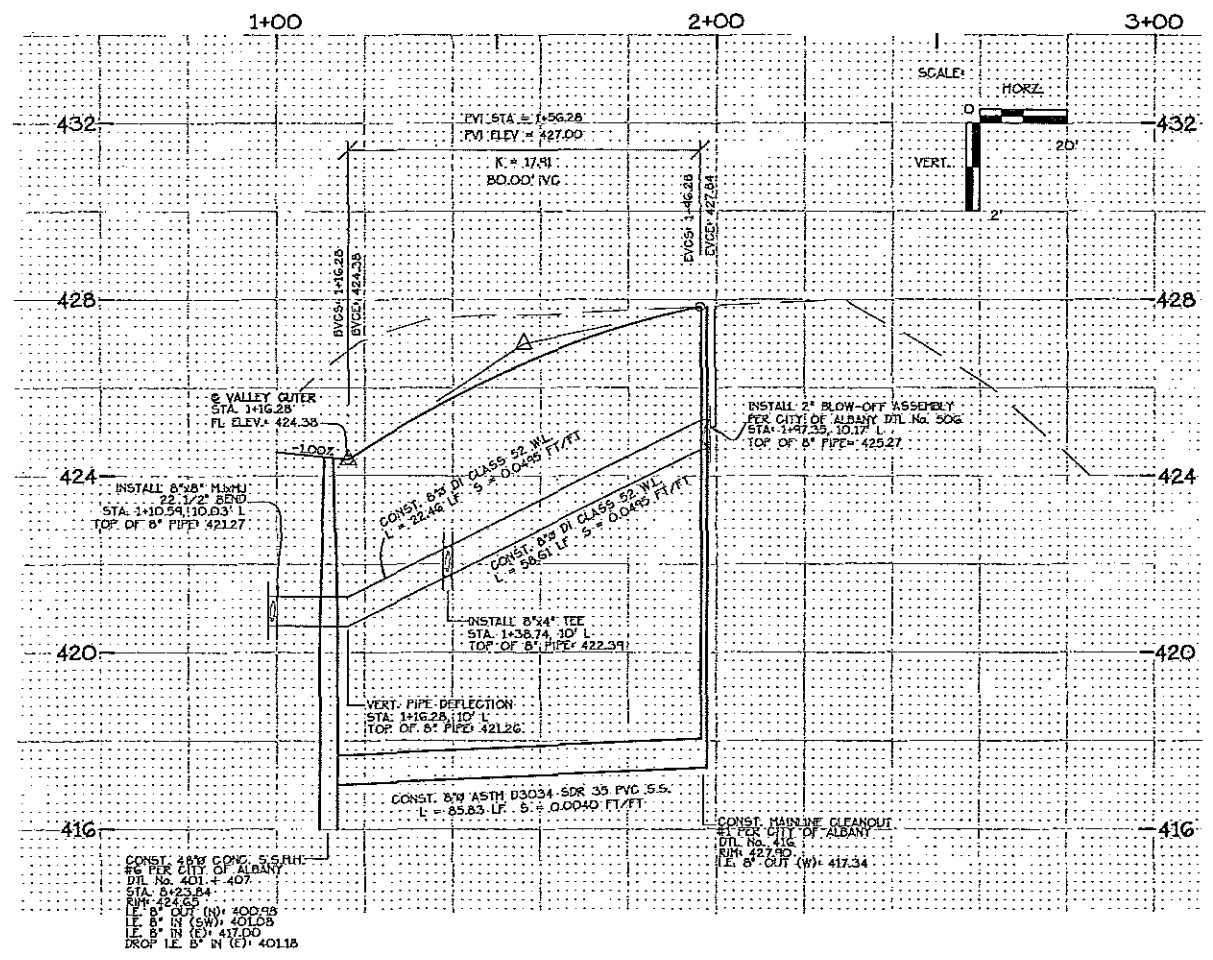 1+00
2+00
3+00
SCALE:
HORZ.
0
20'
VERT.
2'
432
432
428
428
424
424
420
420
416
416
PVI STA = 1+56.28
PVI ELEV = 427.00
K = 17.91
80.00' IVC
BVCS: 1+16.28
BVCE: 424.38
EVCS: 1+96.28
EVCE: 427.84
@ VALLEY GUTER
STA. 1+16.28
FL ELEV.: 424.38
-1.00%
INSTALL 8"x8" MJxMJ
22 1/2° BEND
STA. 1+10.59, 10.03' L
TOP OF 8" PIPE: 421.27
CONST. 8"Ø DI CLASS 52 W.L.
L = 22.46 LF S = 0.0495 FT/FT
CONST. 8"Ø DI CLASS 52 W.L.
L = 58.61 LF S = 0.0495 FT/FT
INSTALL 2" BLOW-OFF ASSEMBLY
PER CITY OF ALBANY DTL No. 506
STA: 1+97.35, 10.17' L
TOP OF 8" PIPE= 425.27
INSTALL 8"x4" TEE
STA. 1+38.74, 10' L
TOP OF 8" PIPE: 422.39
VERT. PIPE DEFLECTION
STA: 1+16.28, 10' L
TOP OF 8" PIPE: 421.26
CONST. 8"Ø ASTM D3034 SDR 35 PVC S.S.
L = 85.83 LF S = 0.0040 FT/FT
CONST. MAINLINE CLEANOUT
#1 PER CITY OF ALBANY
DTL No. 416
RIM: 427.90
I.E. 8" OUT (W): 417.34
CONST. 48"Ø CONC. S.S.M.H.
#6 PER CITY OF ALBANY
DTL No. 401 + 407
STA. 8+23.84
RIM: 424.65
I.E. 8" OUT (N): 400.98
I.E. 8" IN (SW): 401.08
I.E. 8" IN (E): 417.00
DROP I.E. 8" IN (E): 401.18